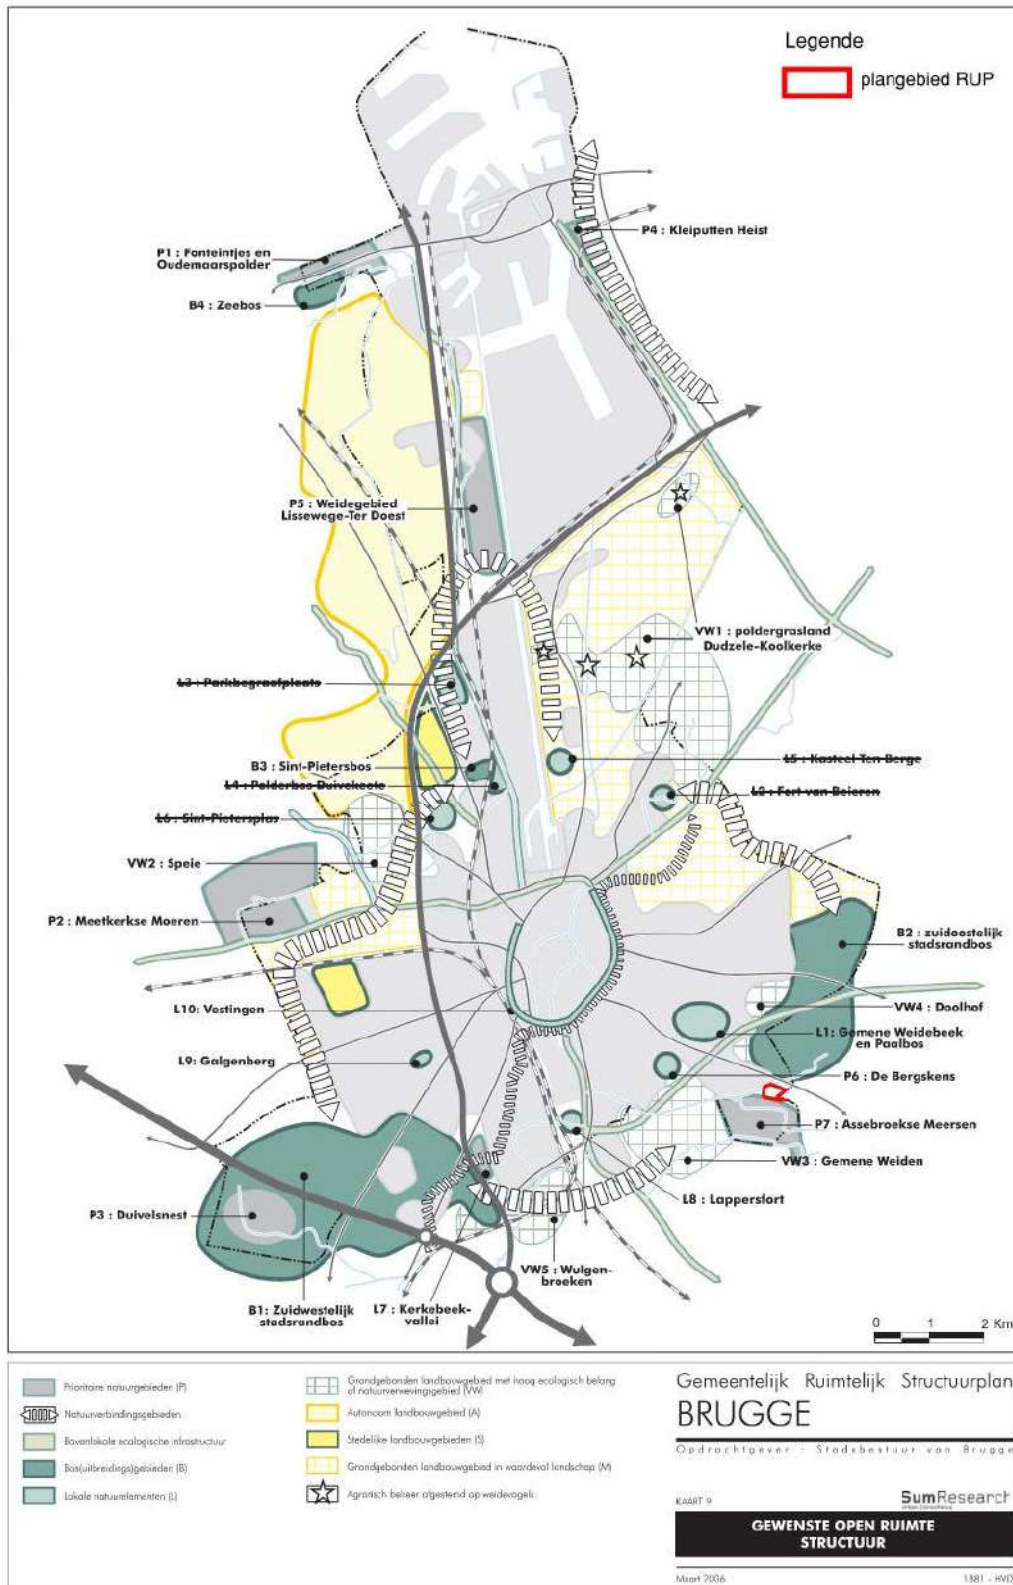 Legende
plangebied RUP
P4 : Kleiputten Heist
P1 : Fonteintjes en
Oudemaarspolder
B4 : Zeebos
P5 : Weidegebied
Lissewege-Ter Doest
VW1 : poldergrasland
Dudzele-Koolkerke
L3 : Parkbegraafplaats
B3 : Sint-Pietersbos
L5 : Kasteel Ten Berge
L4 : Polderbos Duivekeete
L2 : Fort van Beieren
L6 : Sint-Pietersplas
VW2 : Speie
P2 : Meetkerkse Moeren
B2 : zuidoostelijk
stadsrandbos
L10: Vestingen
VW4 : Doolhof
L1: Gemene Weidebeek
en Paalbos
L9: Galgenberg
P6 : De Bergskens
P7 : Assebroekse Meersen
VW3 : Gemene Weiden
L8 : Lappersfort
P3 : Duivelsnest
VW5 : Wulgen-
broeken
B1: Zuidwestelijk
stadsrandbos
L7 : Kerkebeek-
vallei
0 1 2 Km
Prioritaire natuurgebieden (P)
Natuurverbindingsgebieden
Bovenlokale ecologische infrastructuur
Bos(uitbreidings)gebieden (B)
Lokale natuurelementen (L)
Grondgebonden landbouwgebied met hoog ecologisch belang
of natuurverwevingsgebied (VW)
Autonoom landbouwgebied (A)
Stedelijke landbouwgebieden (S)
Grondgebonden landbouwgebied in waardevol landschap (M)
Agrarisch beheer afgestemd op weidevogels
Gemeentelijk Ruimtelijk Structuurplan
BRUGGE
Opdrachtgever : Stadsbestuur van Brugge
KAART 9
SumResearch
GEWENSTE OPEN RUIMTE
STRUCTUUR
Maart 2006
1381 - HVD